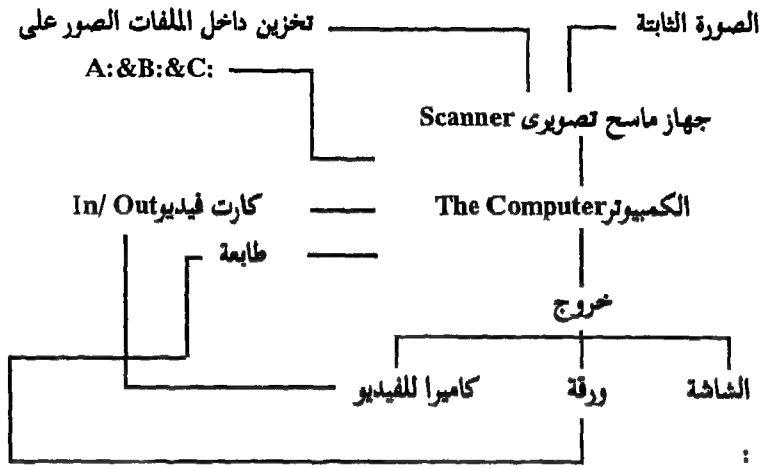 الصورة الثابتة تخزين داخل الملفات الصور على
A:&B:&C:
جهاز ماسح تصويرى Scanner
الكمبيوتر The Computer كارت فيديو In/ Out
طابعة
خروج
الشاشة ورقة كاميرا للفيديو
: